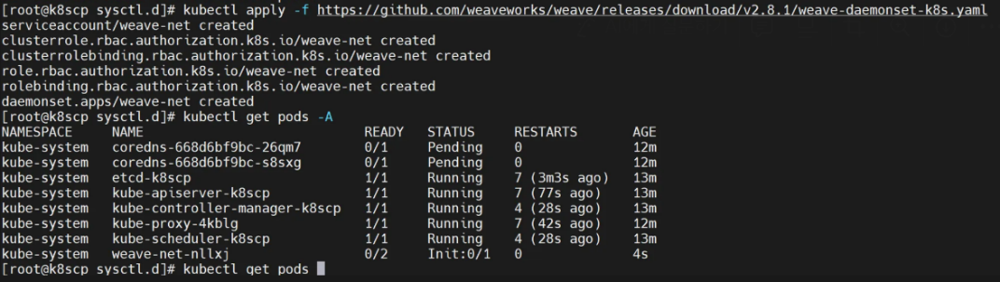 [root@k8scp sysctl.d]# kubectl apply -f https://github.com/weaveworks/weave/releases/download/v2.8.1/weave-daemonset-k8s.yaml
serviceaccount/weave-net created
clusterrole.rbac.authorization.k8s.io/weave-net created
clusterrolebinding.rbac.authorization.k8s.io/weave-net created
role.rbac.authorization.k8s.io/weave-net created
rolebinding.rbac.authorization.k8s.io/weave-net created
daemonset.apps/weave-net created
[root@k8scp sysctl.d]# kubectl get pods -A
NAMESPACE NAME READY STATUS RESTARTS AGE
kube-system coredns-668d6bf9bc-26qm7 0/1 Pending 0 12m
kube-system coredns-668d6bf9bc-s8sxg 0/1 Pending 0 12m
kube-system etcd-k8scp 1/1 Running 7 (3m3s ago) 13m
kube-system kube-apiserver-k8scp 1/1 Running 7 (77s ago) 13m
kube-system kube-controller-manager-k8scp 1/1 Running 4 (28s ago) 13m
kube-system kube-proxy-4kblg 1/1 Running 7 (42s ago) 12m
kube-system kube-scheduler-k8scp 1/1 Running 4 (28s ago) 13m
kube-system weave-net-nllxj 0/2 Init:0/1 0 4s
[root@k8scp sysctl.d]# kubectl get pods